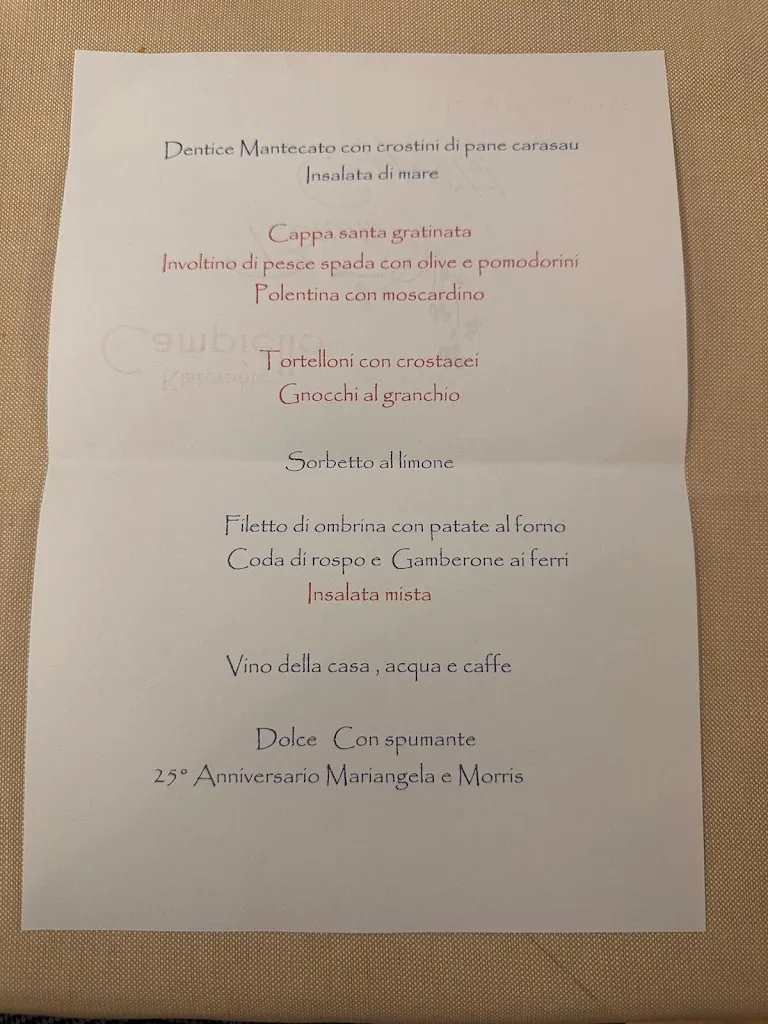 Dentice Mantecato con crostini di pane carasau
Insalata di mare
Cappa santa gratinata
Involtino di pesce spada con olive e pomodorini
Polentina con moscardino
Tortelloni con crostacei
Gnocchi al granchio
Sorbetto al limone
Filetto di ombrina con patate al forno
Coda di rospo e Gamberone ai ferri
Insalata mista
Vino della casa , acqua e caffe
Dolce Con spumante
25° Anniversario Mariangela e Morris